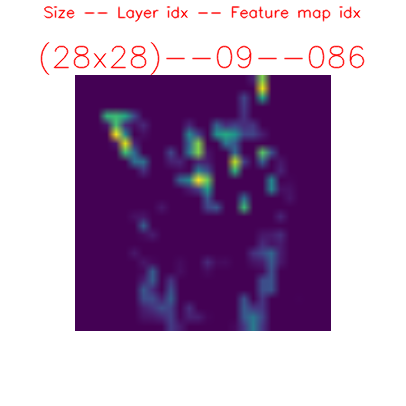 Size -- Layer idx -- Feature map idx
(28x28)--09--086